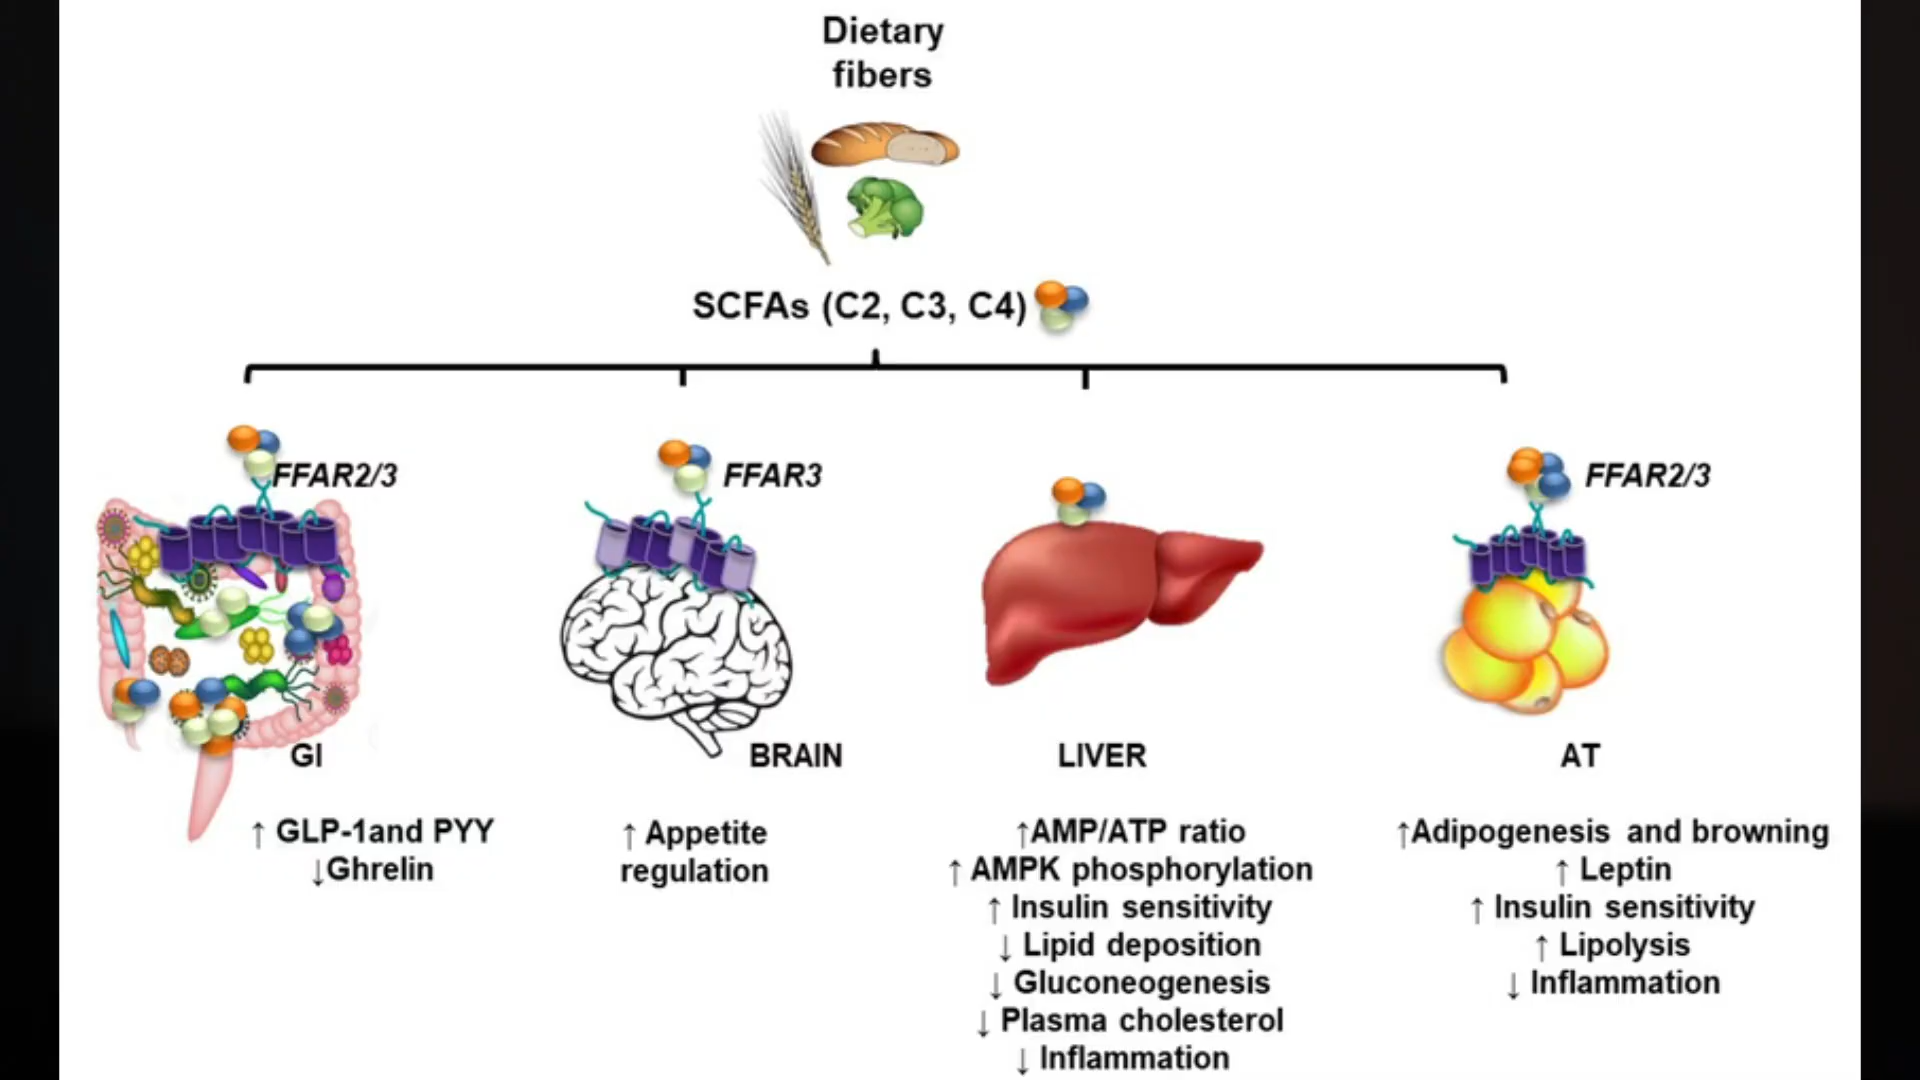 Dietary
fibers
SCFAs (C2, C3, C4)
FFAR2/3
FFAR3
FFAR2/3
GI
BRAIN
LIVER
AT
↑ GLP-1and PYY
↓Ghrelin
↑ Appetite
regulation
↑AMP/ATP ratio
↑ AMPK phosphorylation
↑ Insulin sensitivity
↓ Lipid deposition
↓ Gluconeogenesis
↓ Plasma cholesterol
↓ Inflammation
↑Adipogenesis and browning
↑ Leptin
↑ Insulin sensitivity
↑ Lipolysis
↓ Inflammation